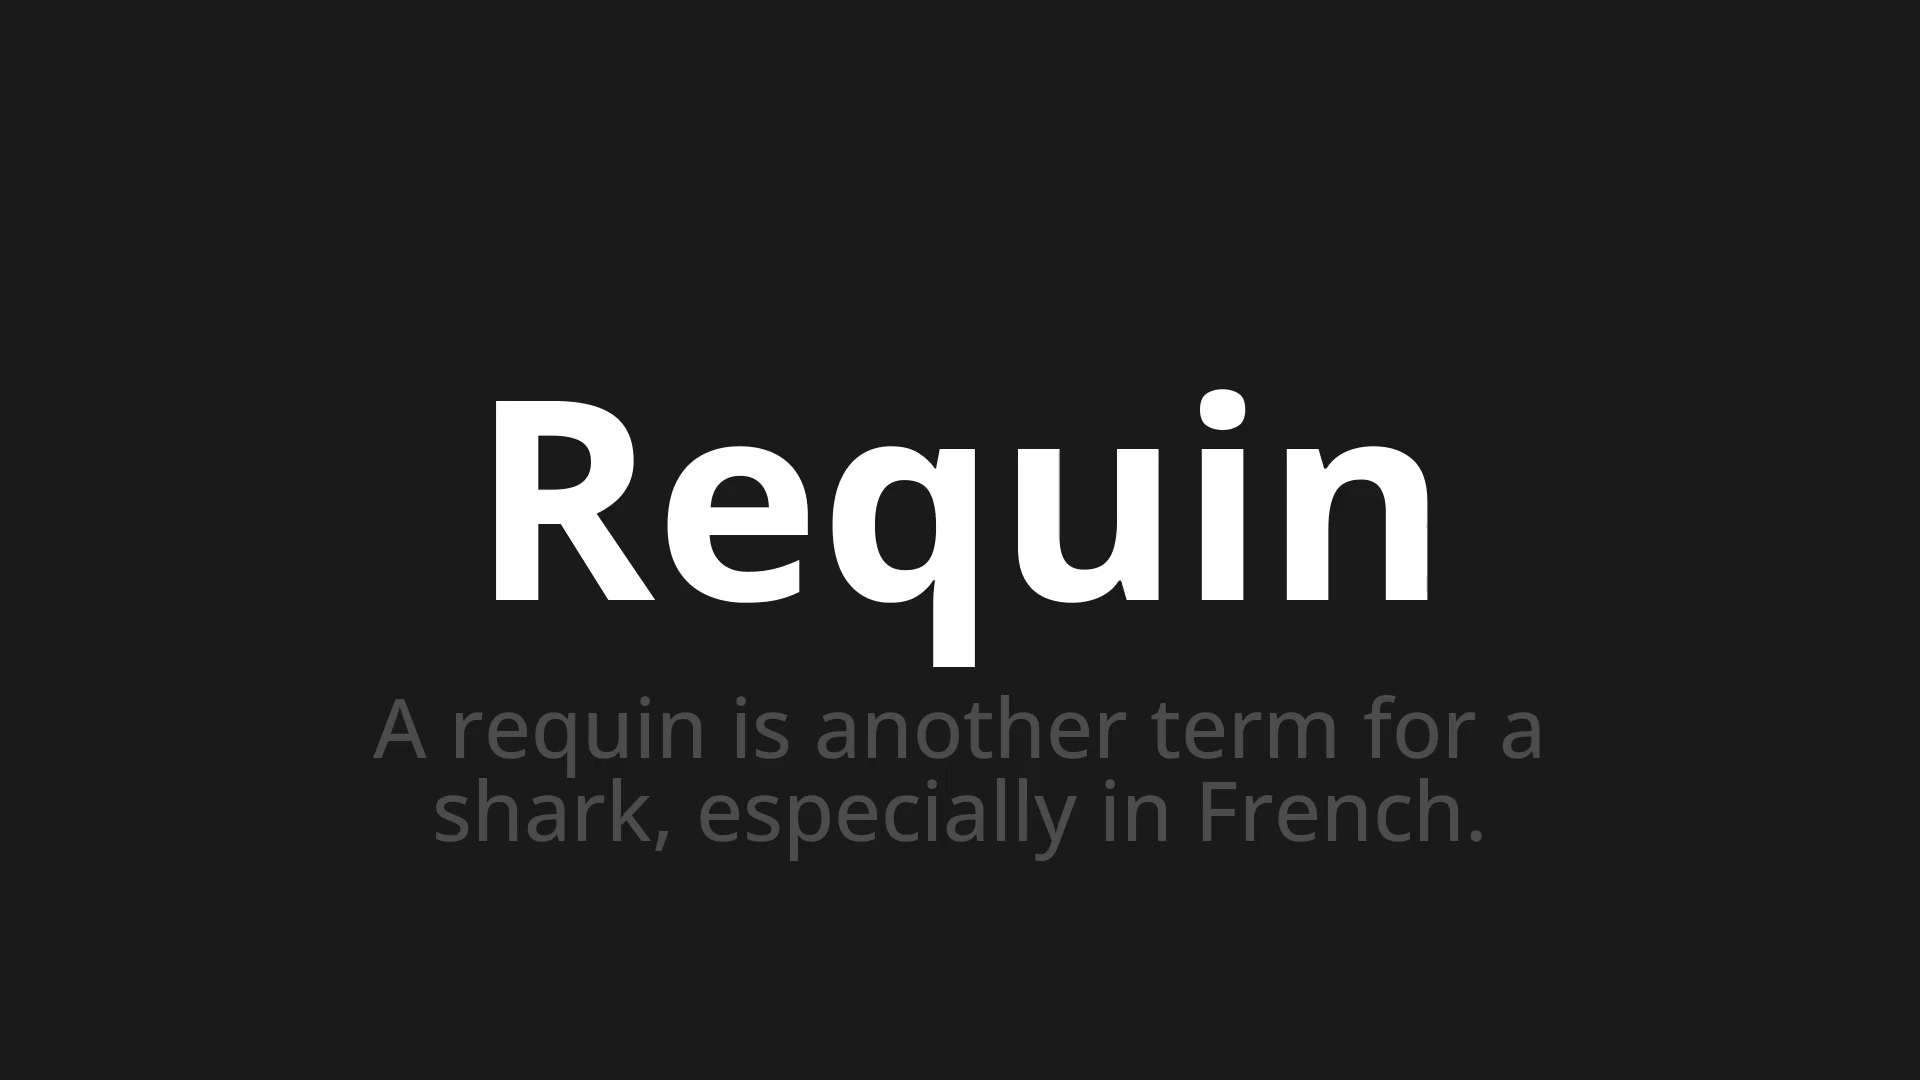 Requin
A requin is another term for a
shark, especially in French.